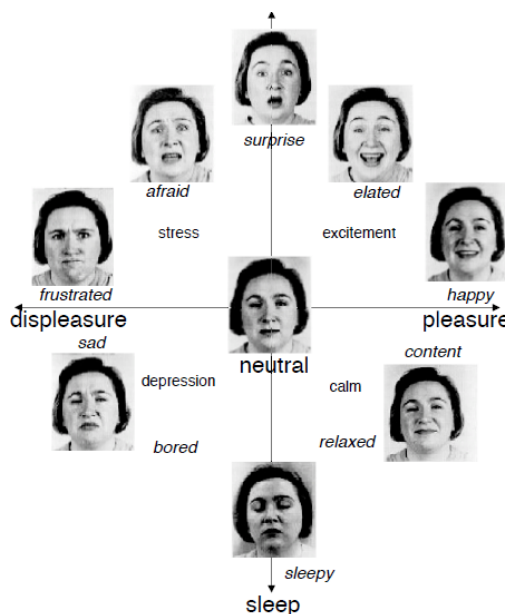 surprise
afraid
elated
stress
excitement
frustrated
happy
displeasure
pleasure
sad
content
neutral
depression
calm
bored
relaxed
sleepy
sleep